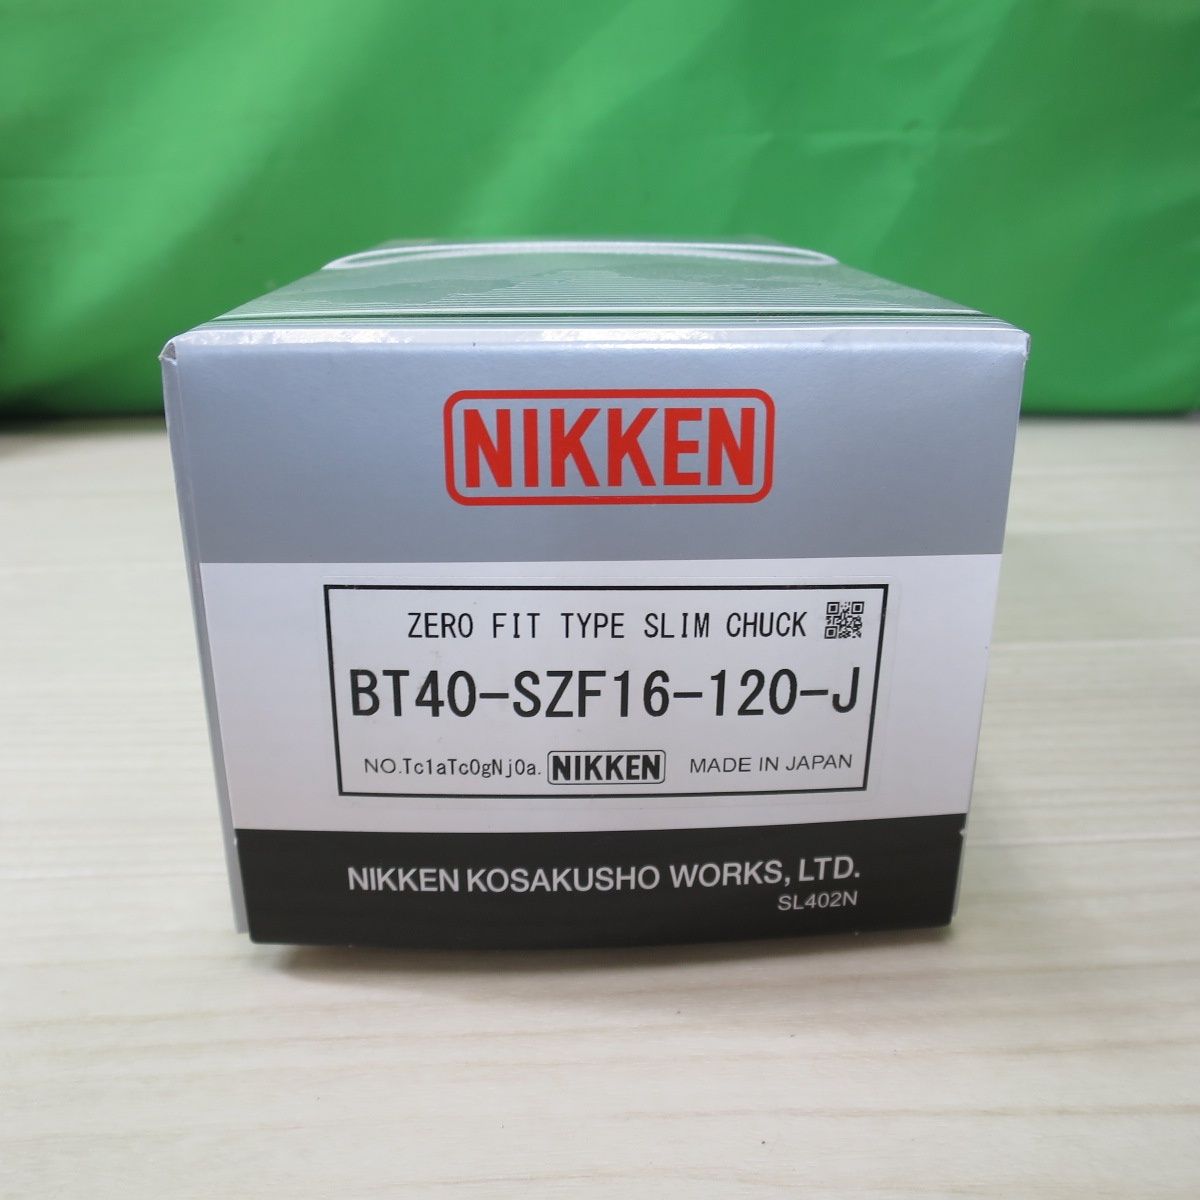 NIKKEN
ZERO FIT TYPE SLIM CHUCK
BT40-SZF16-120-J
NO.Tc1aTc0gNj0a. NIKKEN MADE IN JAPAN
NIKKEN KOSAKUSHO WORKS, LTD.
SL402N